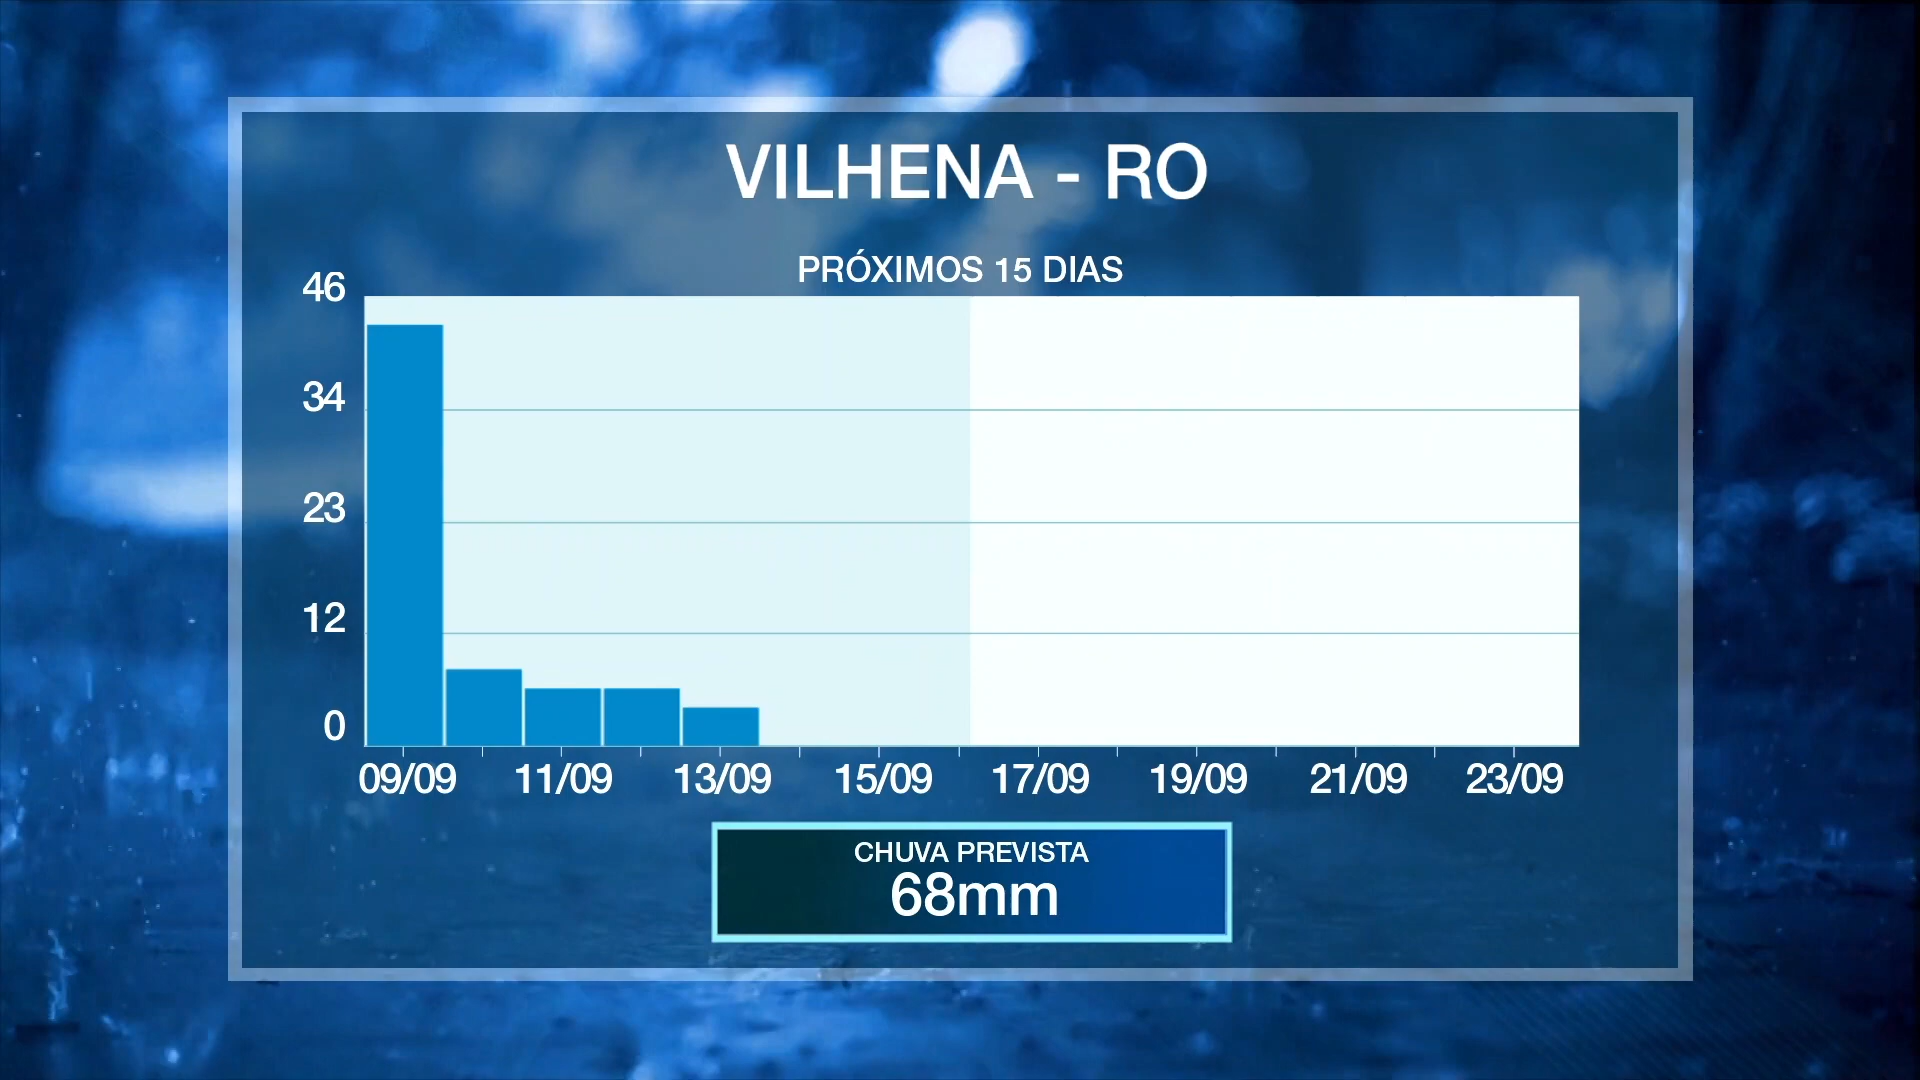 VILHENA - RO
PRÓXIMOS 15 DIAS
46
34
23
12
0
09/09 11/09 13/09 15/09 17/09 19/09 21/09 23/09
CHUVA PREVISTA
68mm